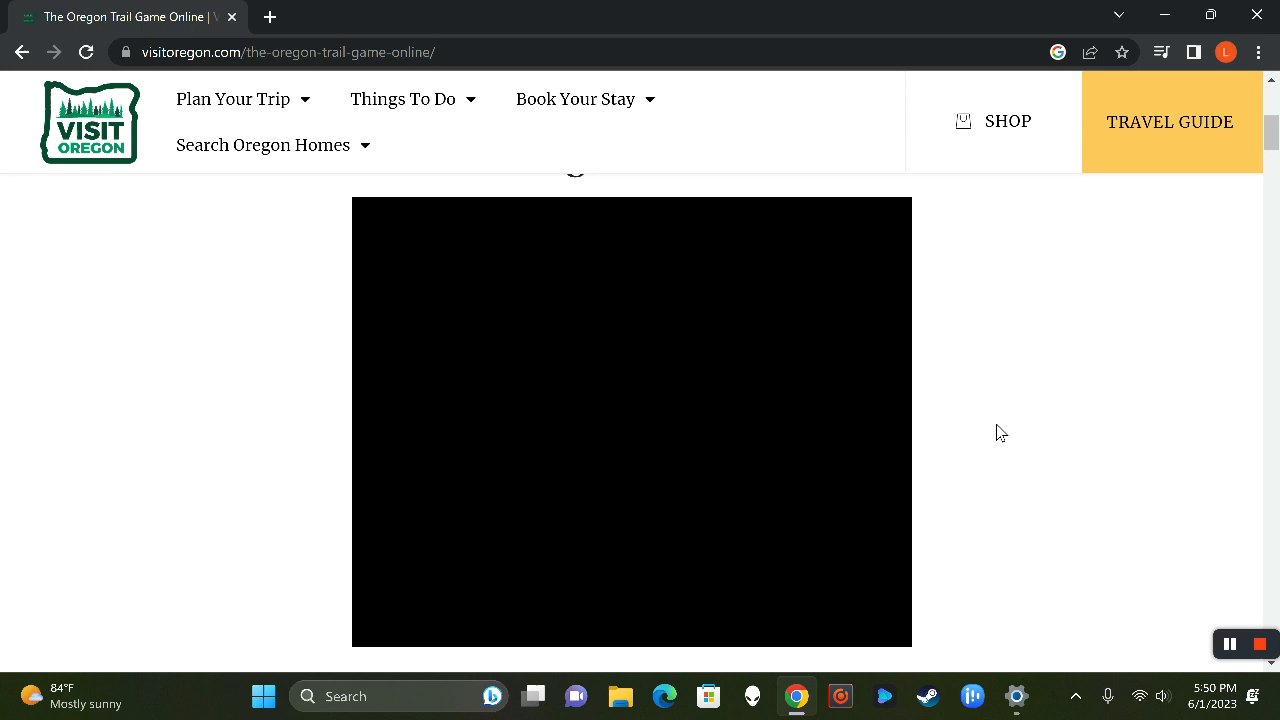 The Oregon Trail Game Online | V
visitoregon.com/the-oregon-trail-game-online/
L
VISIT
OREGON
Plan Your Trip
Things To Do
Book Your Stay
Search Oregon Homes
SHOP
TRAVEL GUIDE
84°F
Mostly sunny
Search
5:50 PM
6/1/2023